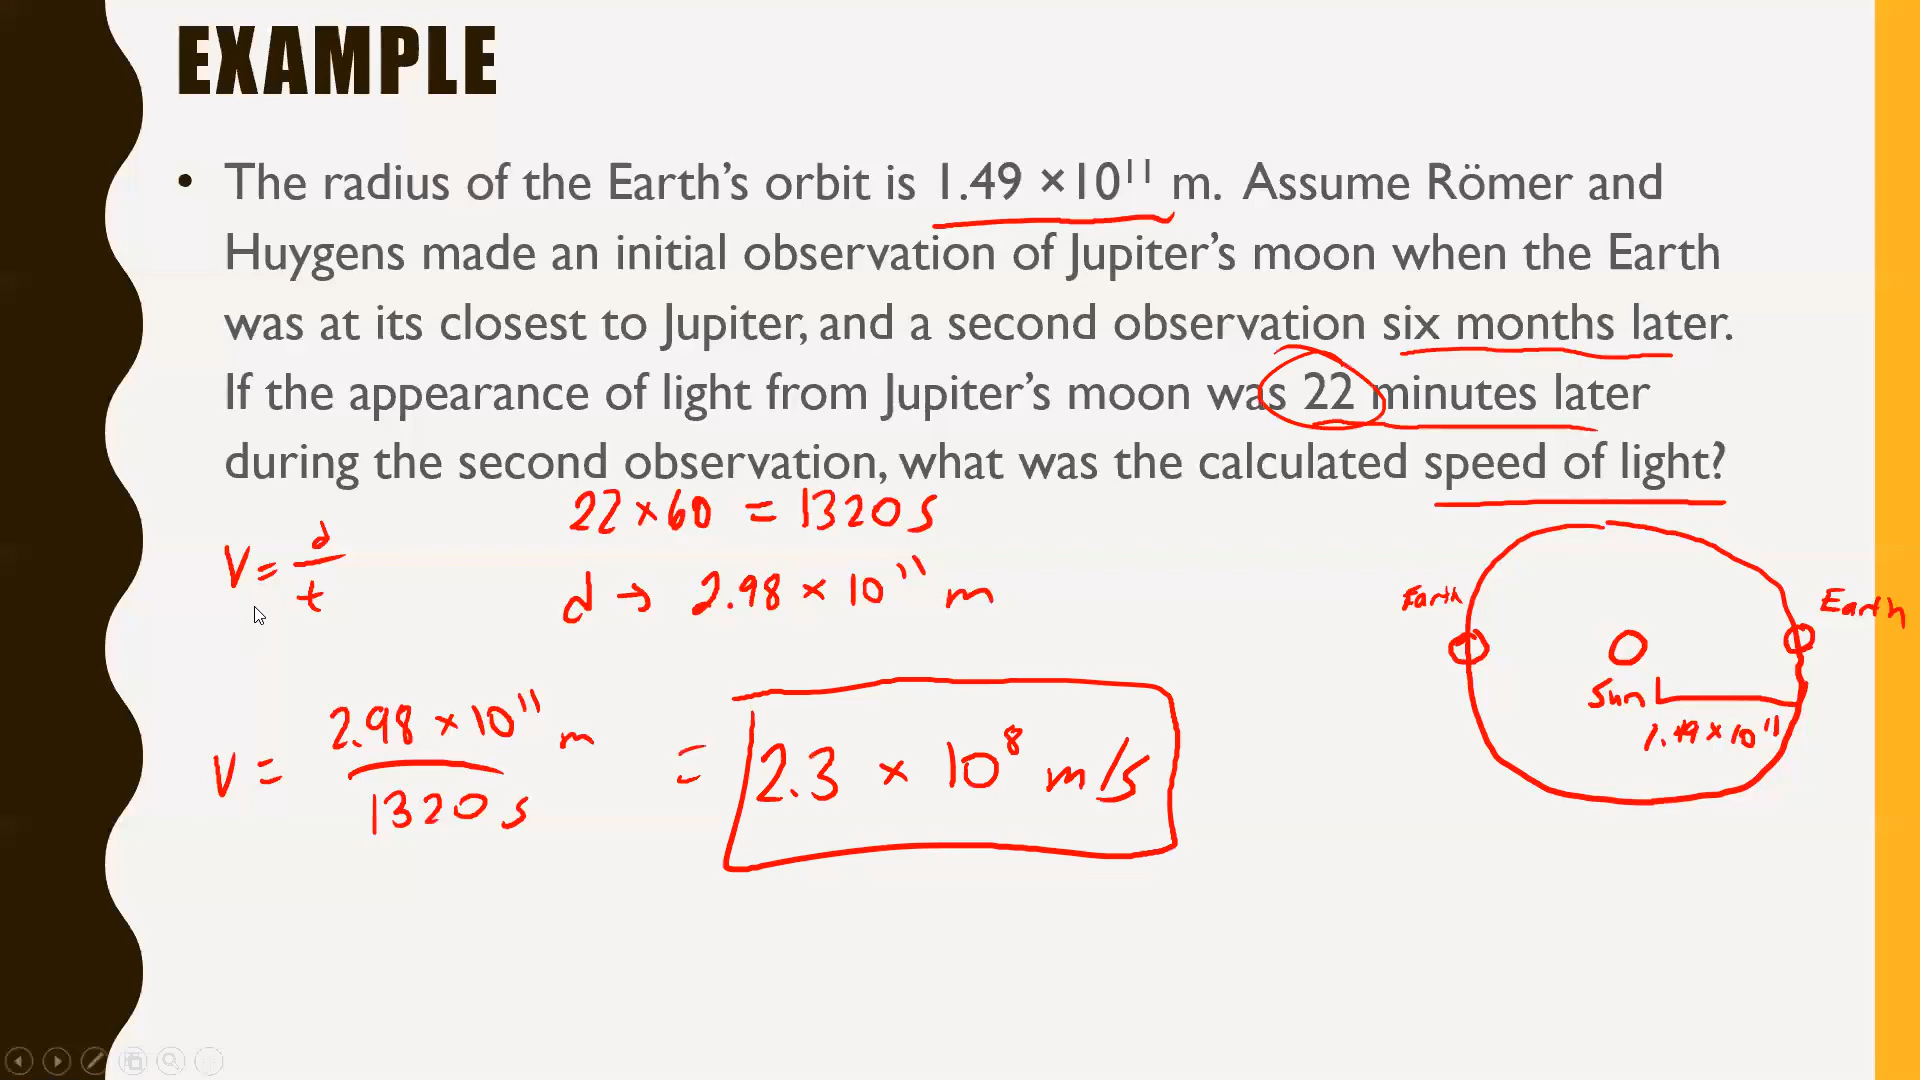 EXAMPLE
• The radius of the Earth’s orbit is 1.49 ×10¹¹ m. Assume Römer and
Huygens made an initial observation of Jupiter’s moon when the Earth
was at its closest to Jupiter, and a second observation six months later.
If the appearance of light from Jupiter’s moon was 22 minutes later
during the second observation, what was the calculated speed of light?
22 × 60 = 1320 s
V = d/t
d → 2.98 × 10¹¹ m
Earth
Earth
Sun
1.49 × 10¹¹
V = 2.98 × 10¹¹ m / 1320 s = 2.3 × 10⁸ m/s